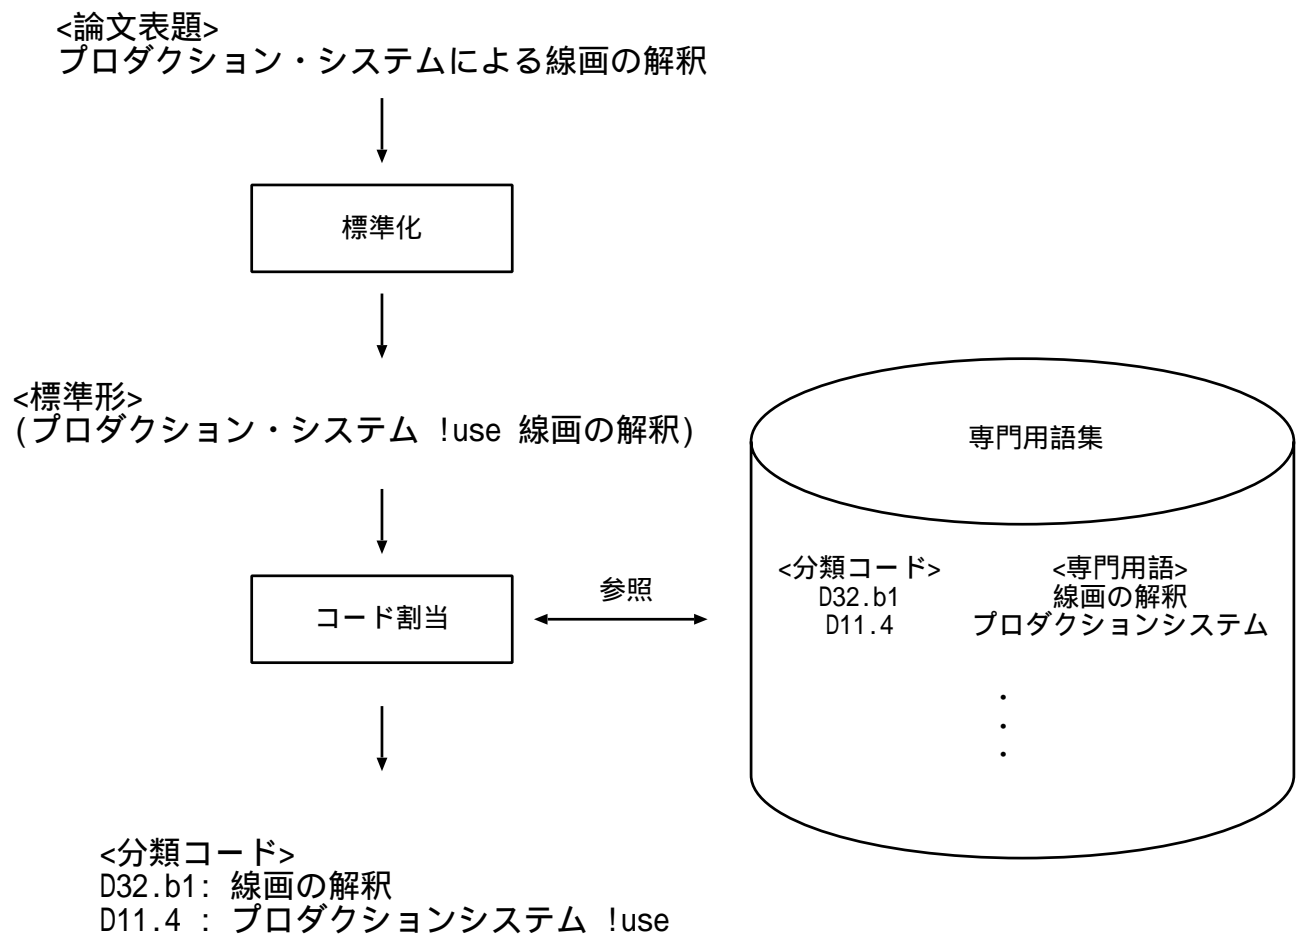 <論文表題>
プロダクション・システムによる線画の解釈
標準化
<標準形>
(プロダクション・システム !use 線画の解釈)
専門用語集
<分類コード> <専門用語>
D32.b1 線画の解釈
D11.4 プロダクションシステム
参照
コード割当
<分類コード>
D32.b1: 線画の解釈
D11.4 : プロダクションシステム !use